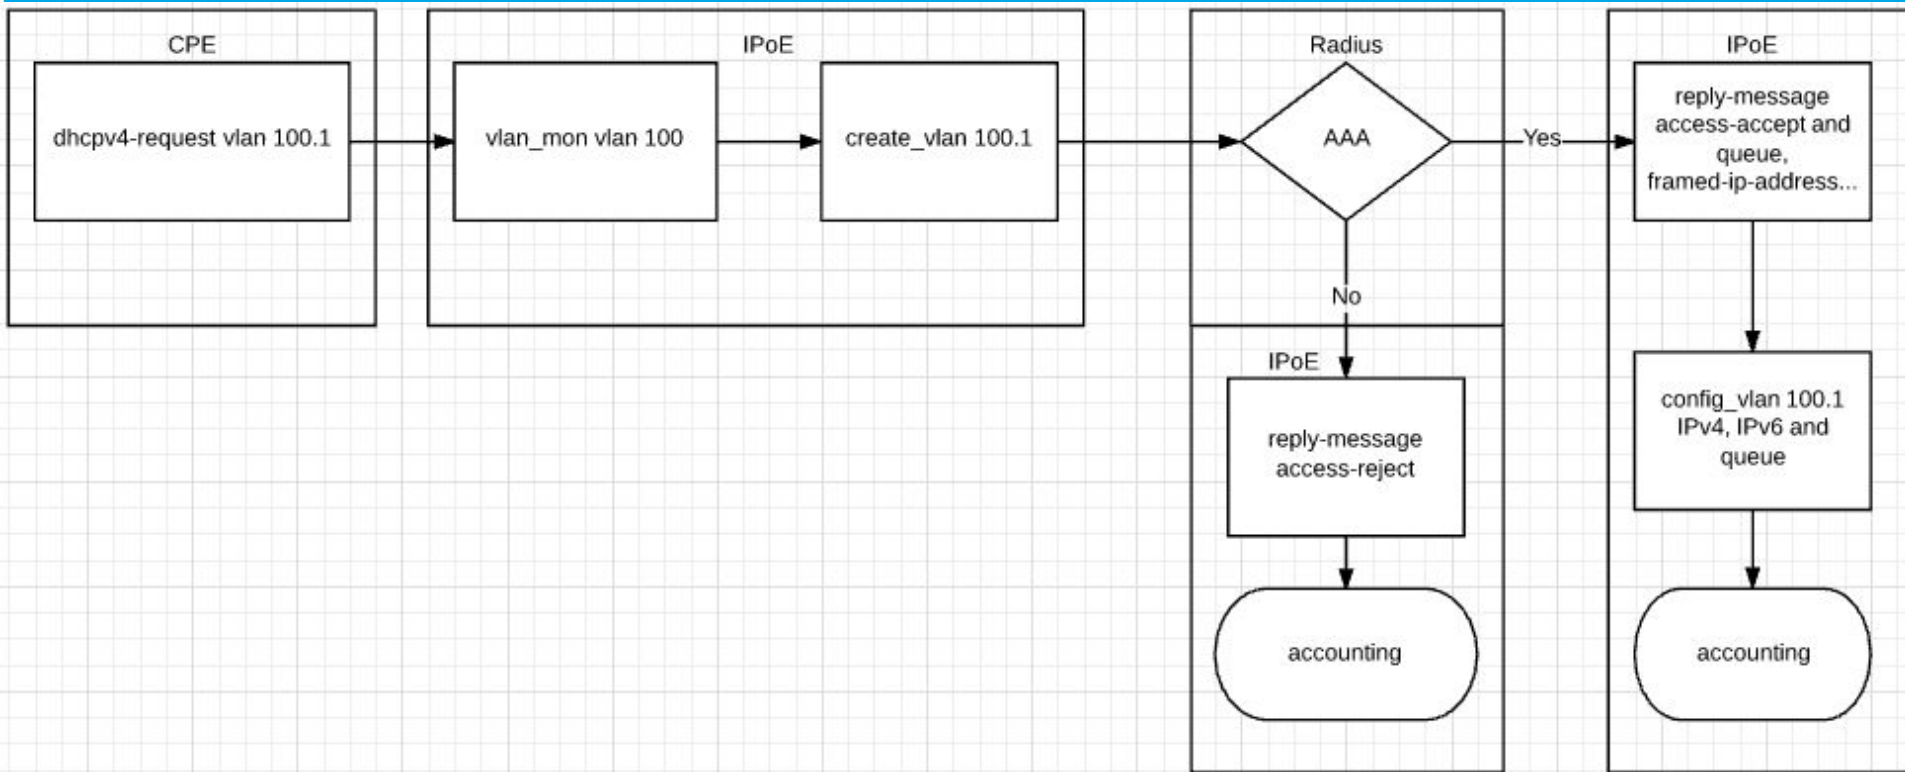 CPE
dhcpv4-request vlan 100.1
IPoE
vlan_mon vlan 100
create_vlan 100.1
Radius
AAA
Yes
No
IPoE
reply-message
access-reject
accounting
IPoE
reply-message
access-accept and
queue,
framed-ip-address...
config_vlan 100.1
IPv4, IPv6 and
queue
accounting